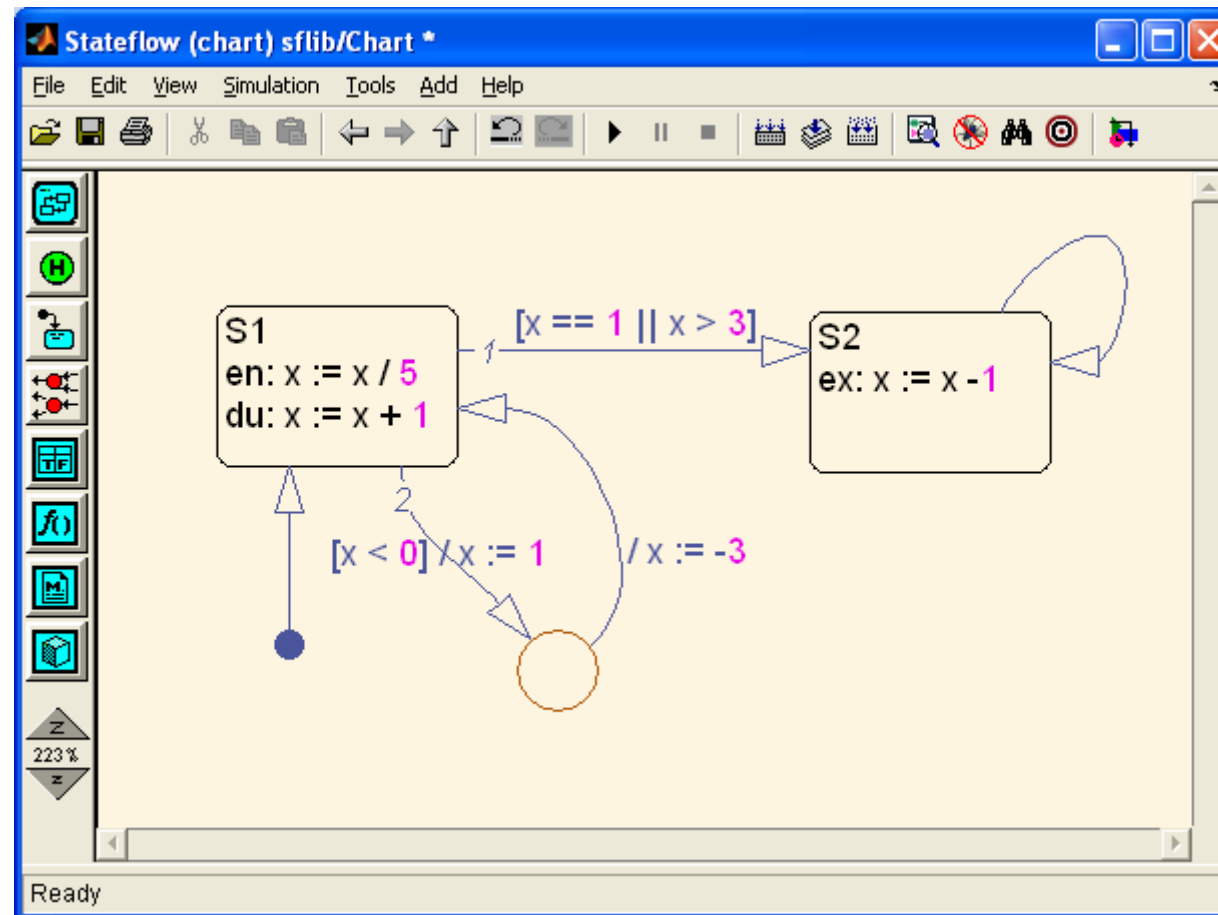 Stateflow (chart) sflib/Chart *
File Edit View Simulation Tools Add Help
H
S1
en: x := x / 5
du: x := x + 1
1
[x == 1 || x > 3]
S2
ex: x := x -1
TF
f()
2
[x < 0] / x := 1
/ x := -3
M
Z
223%
z
Ready